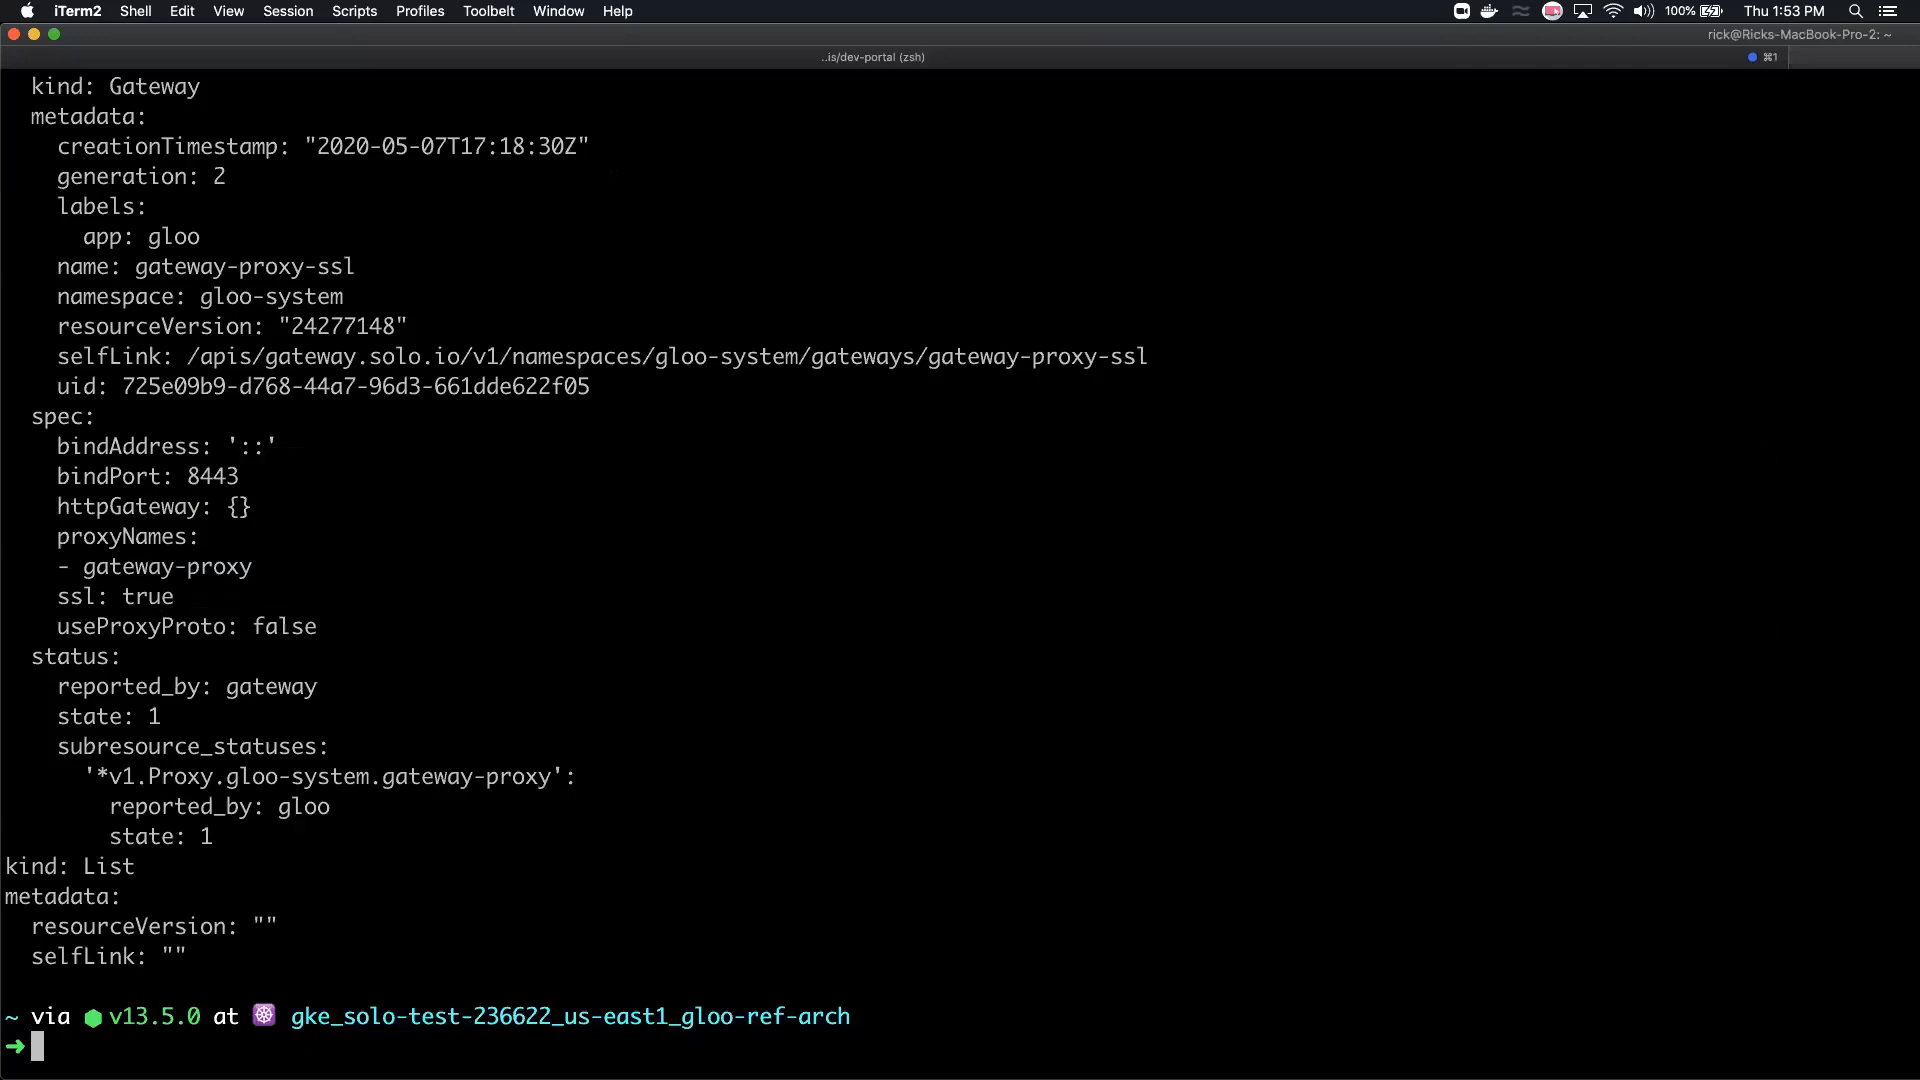 iTerm2 Shell Edit View Session Scripts Profiles Toolbelt Window Help 100% Thu 1:53 PM
rick@Ricks-MacBook-Pro-2: ~
..is/dev-portal (zsh) ⌘1
kind: Gateway
metadata:
creationTimestamp: "2020-05-07T17:18:30Z"
generation: 2
labels:
app: gloo
name: gateway-proxy-ssl
namespace: gloo-system
resourceVersion: "24277148"
selfLink: /apis/gateway.solo.io/v1/namespaces/gloo-system/gateways/gateway-proxy-ssl
uid: 725e09b9-d768-44a7-96d3-661dde622f05
spec:
bindAddress: '::'
bindPort: 8443
httpGateway: {}
proxyNames:
- gateway-proxy
ssl: true
useProxyProto: false
status:
reported_by: gateway
state: 1
subresource_statuses:
'*v1.Proxy.gloo-system.gateway-proxy':
reported_by: gloo
state: 1
kind: List
metadata:
resourceVersion: ""
selfLink: ""
~ via ⬢ v13.5.0 at ☸ gke_solo-test-236622_us-east1_gloo-ref-arch
➜